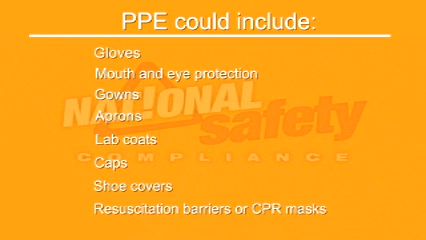 PPE could include:
Gloves
Mouth and eye protection
Gowns
NATIONAL
Aprons
safety
Lab coats
COMPLIANCE
Caps
Shoe covers
Resuscitation barriers or CPR masks